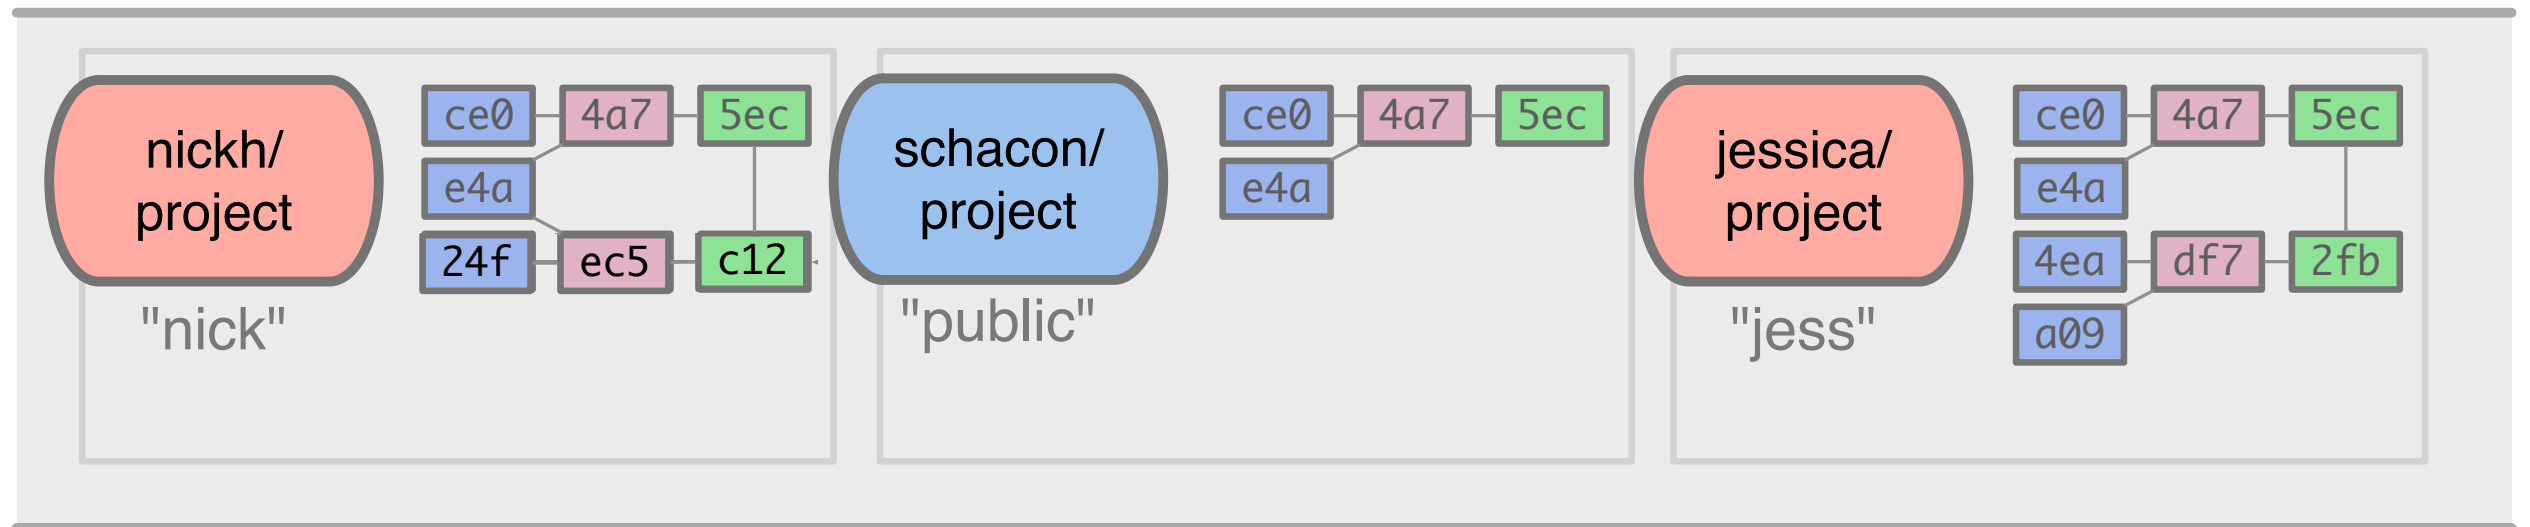 nickh/
project
"nick"
ce0 4a7 5ec
e4a
24f ec5 c12
schacon/
project
"public"
ce0 4a7 5ec
e4a
jessica/
project
"jess"
ce0 4a7 5ec
e4a
4ea df7 2fb
a09